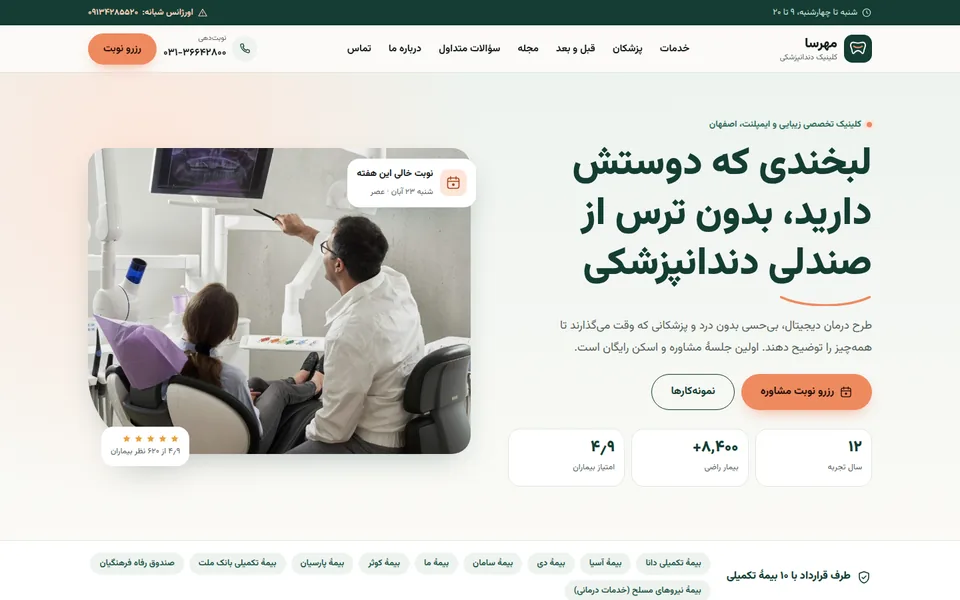 شنبه تا چهارشنبه، ۹ تا ۲۰
اورژانس شبانه: ۰۹۱۳۴۲۸۵۵۲۰
مهرسا
کلینیک دندانپزشکی
خدمات
پزشکان
قبل و بعد
مجله
سؤالات متداول
درباره ما
تماس
نوبت‌دهی
۰۳۱-۳۶۶۴۲۸۰۰
رزرو نوبت
کلینیک تخصصی زیبایی و ایمپلنت، اصفهان
لبخندی که دوستش
دارید، بدون ترس از
صندلی دندانپزشکی
طرح درمان دیجیتال، بی‌حسی بدون درد و پزشکانی که وقت می‌گذارند تا
همه‌چیز را توضیح دهند. اولین جلسهٔ مشاوره و اسکن رایگان است.
رزرو نوبت مشاوره
نمونه‌کارها
۱۲
سال تجربه
۸,۴۰۰+
بیمار راضی
۴٫۹
امتیاز بیماران
نوبت خالی این هفته
شنبه ۲۳ آبان · عصر
۴٫۹ از ۶۲۰ نظر بیماران
طرف قرارداد با ۱۰ بیمهٔ تکمیلی
بیمهٔ تکمیلی دانا
بیمهٔ آسیا
بیمهٔ دی
بیمهٔ سامان
بیمهٔ ما
بیمهٔ کوثر
بیمهٔ پارسیان
بیمهٔ تکمیلی بانک ملت
صندوق رفاه فرهنگیان
بیمهٔ نیروهای مسلح (خدمات درمانی)